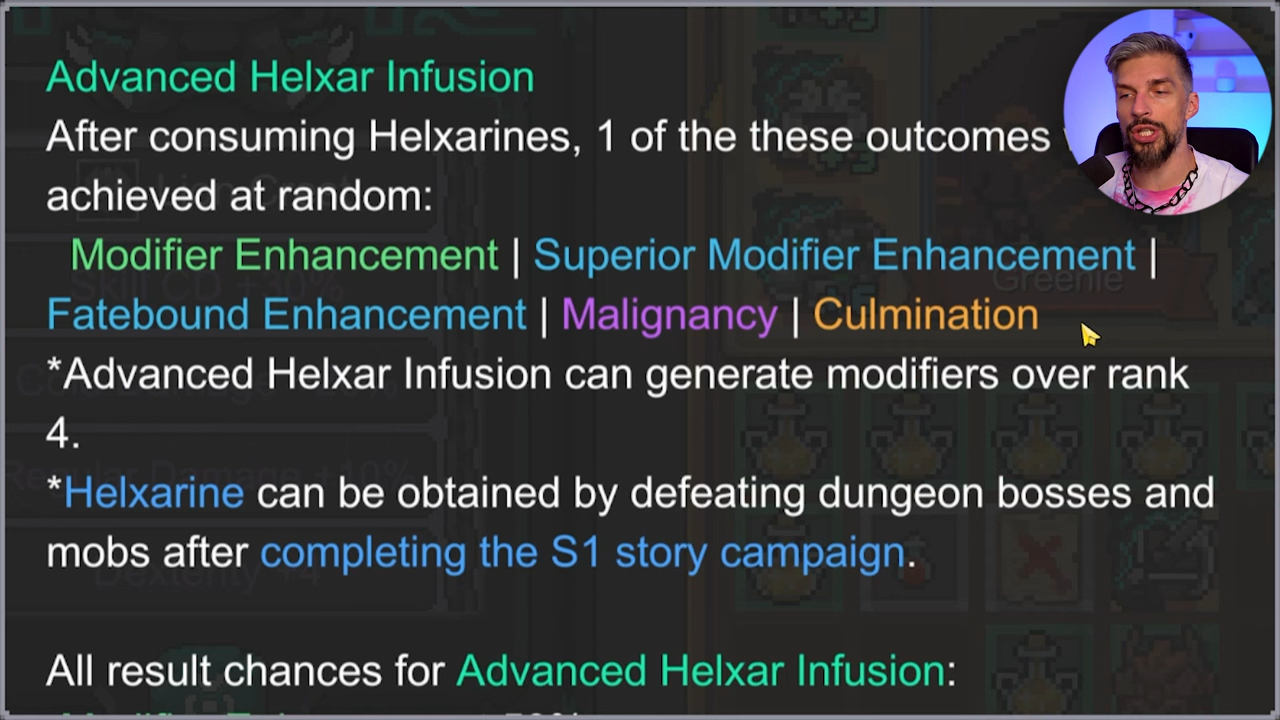 Advanced Helxar Infusion
After consuming Helxarines, 1 of the these outcomes
achieved at random:
Modifier Enhancement | Superior Modifier Enhancement |
Fatebound Enhancement | Malignancy | Culmination
*Advanced Helxar Infusion can generate modifiers over rank
4.
*Helxarine can be obtained by defeating dungeon bosses and
mobs after completing the S1 story campaign.
All result chances for Advanced Helxar Infusion:
Greenie